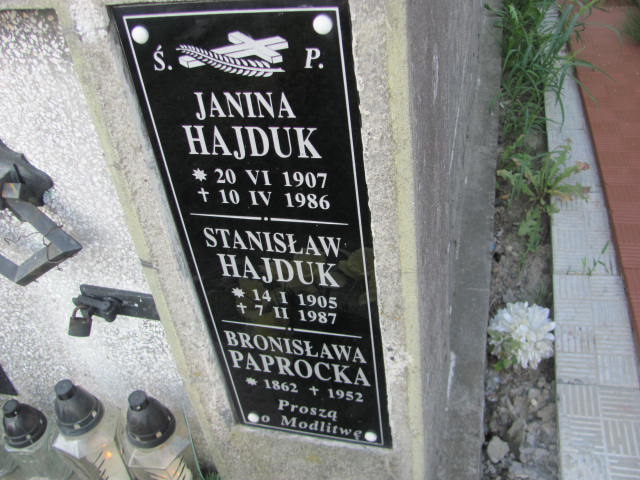 Ś. P.
JANINA
HAJDUK
* 20 VI 1907
+ 10 IV 1986
STANISŁAW
HAJDUK
* 14 I 1905
+ 7 II 1987
BRONISŁAWA
PAPROCKA
* 1862 + 1952
Proszą
o Modlitwę